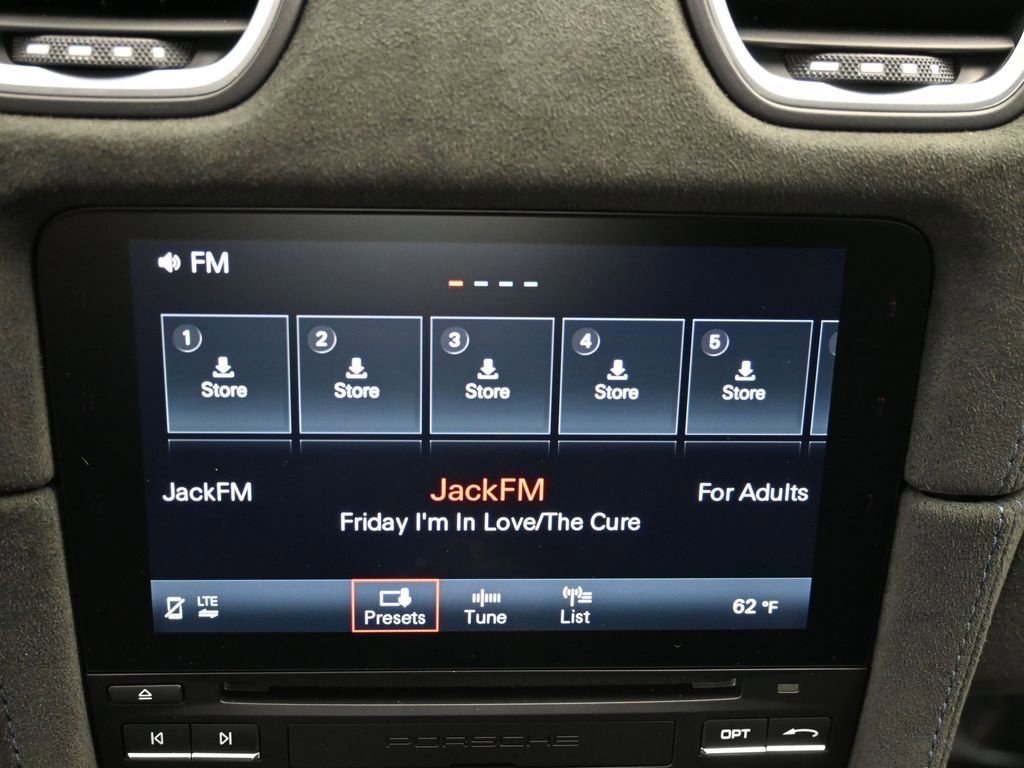 FM
1 2 3 4 5
Store Store Store Store Store
JackFM JackFM For Adults
Friday I'm In Love/The Cure
LTE
Presets Tune List 62 °F
OPT
PORSCHE